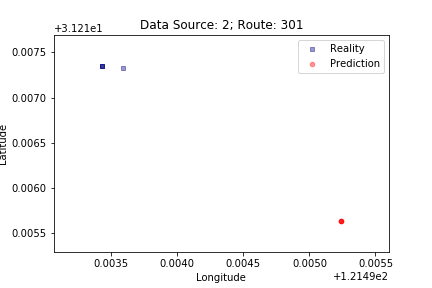 Data Source: 2; Route: 301
+3.121e1
Reality
Prediction
0.0075
0.0070
0.0065
0.0060
0.0055
Latitude
0.0035 0.0040 0.0045 0.0050 0.0055
Longitude
+1.2149e2